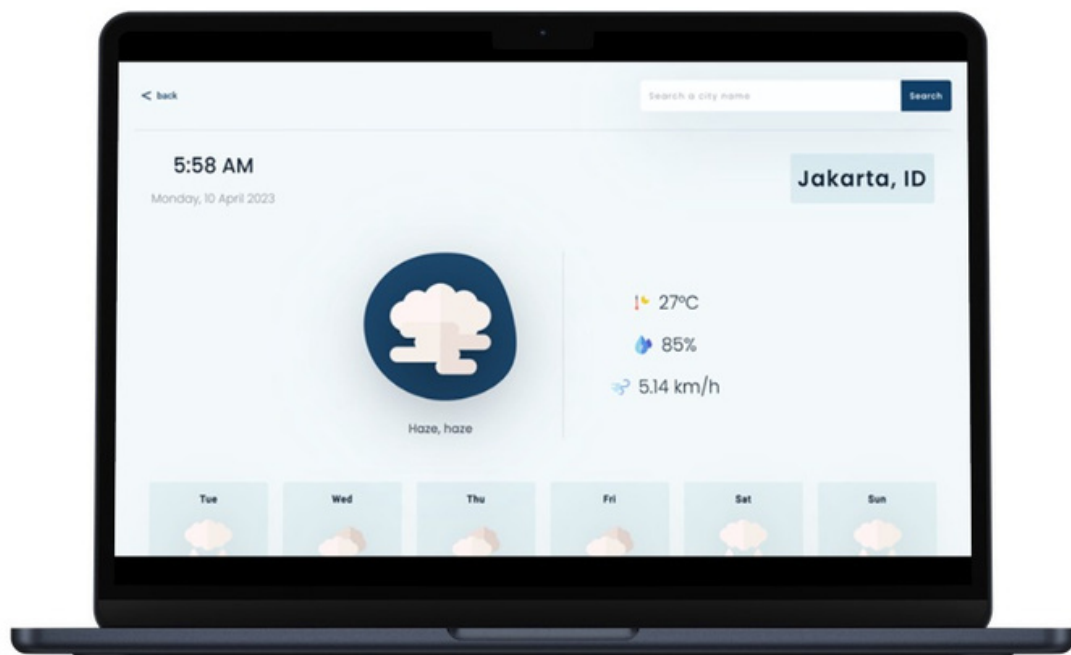 < back
Search a city name
Search
5:58 AM
Jakarta, ID
Monday, 10 April 2023
27°C
85%
5.14 km/h
Haze, haze
Tue
Wed
Thu
Fri
Sat
Sun